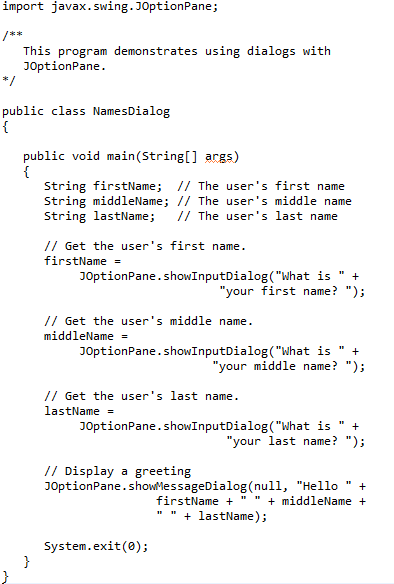 import javax.swing.JOptionPane;
/**
   This program demonstrates using dialogs with
   JOptionPane.
*/
public class NamesDialog
{
   public void main(String[] args)
   {
      String firstName;  // The user's first name
      String middleName; // The user's middle name
      String lastName;   // The user's last name
      // Get the user's first name.
      firstName =
           JOptionPane.showInputDialog("What is " +
                               "your first name? ");
      // Get the user's middle name.
      middleName =
           JOptionPane.showInputDialog("What is " +
                              "your middle name? ");
      // Get the user's last name.
      lastName =
           JOptionPane.showInputDialog("What is " +
                                "your last name? ");
      // Display a greeting
      JOptionPane.showMessageDialog(null, "Hello " +
                      firstName + " " + middleName +
                      " " + lastName);
      System.exit(0);
   }
}